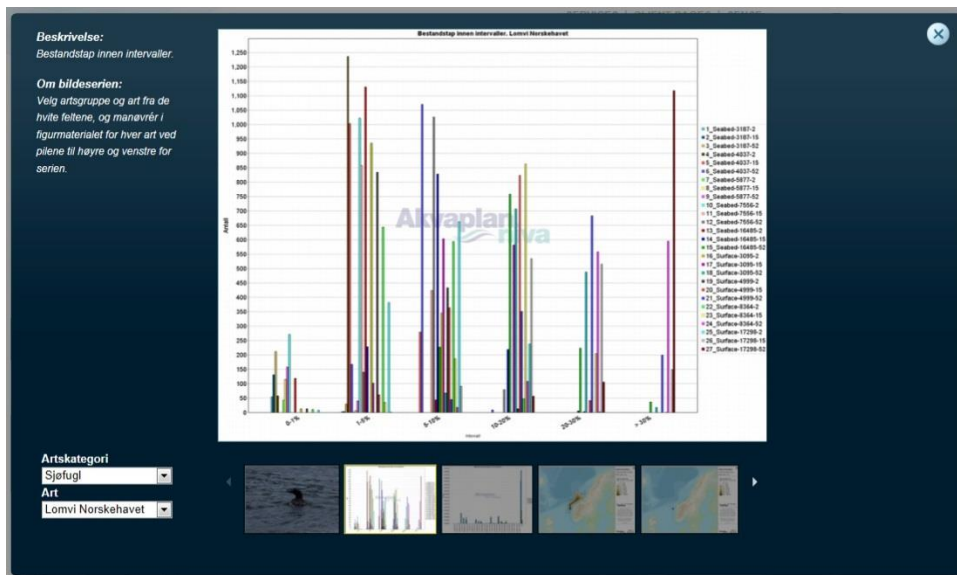 Beskrivelse:
Bestandstap innen intervaller.
Om bildeserien:
Velg artsgruppe og art fra de
hvite feltene, og manøvrér i
figurmaterialet for hver art ved
pilene til høyre og venstre for
serien.
Bestandstap innen intervaller. Lomvi Norskehavet
1,250
1,200
1,150
1,100
1,050
1,000
950
900
850
800
750
700
650
600
550
500
450
400
350
300
250
200
150
100
50
0
Antall
Akvaplan
niva
0-1%
1-5%
5-10%
10-20%
20-30%
> 30%
Intervall
1_Seabed-3187-2
2_Seabed-3187-15
3_Seabed-3187-52
4_Seabed-4037-2
5_Seabed-4037-15
6_Seabed-4037-52
7_Seabed-5877-2
8_Seabed-5877-15
9_Seabed-5877-52
10_Seabed-7556-2
11_Seabed-7556-15
12_Seabed-7556-52
13_Seabed-16485-2
14_Seabed-16485-15
15_Seabed-16485-52
16_Surface-3095-2
17_Surface-3095-15
18_Surface-3095-52
19_Surface-4999-2
20_Surface-4999-15
21_Surface-4999-52
22_Surface-8364-2
23_Surface-8364-15
24_Surface-8364-52
25_Surface-17298-2
26_Surface-17298-15
27_Surface-17298-52
Artskategori
Sjøfugl
Art
Lomvi Norskehavet